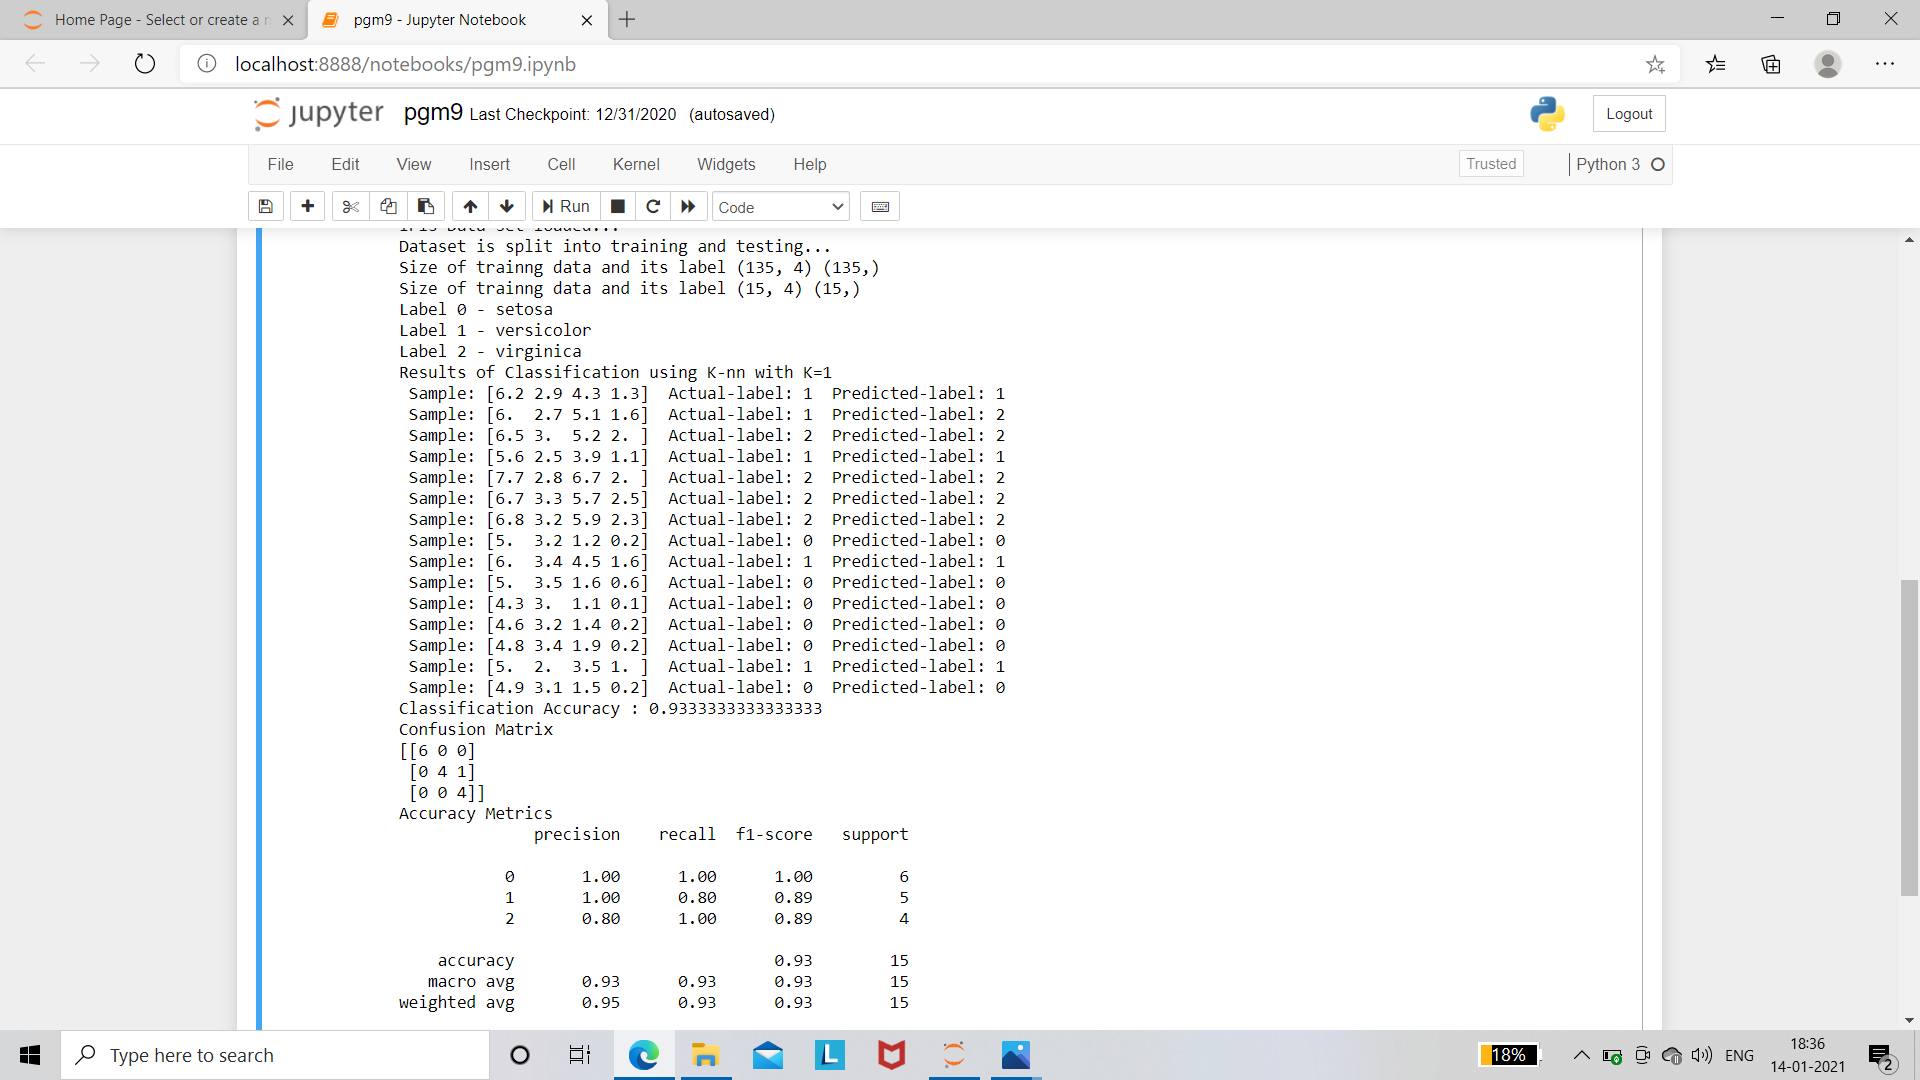 Home Page - Select or create a n
pgm9 - Jupyter Notebook
localhost:8888/notebooks/pgm9.ipynb
jupyter pgm9 Last Checkpoint: 12/31/2020 (autosaved)
Logout
File Edit View Insert Cell Kernel Widgets Help
Trusted
Python 3
Run
Code
Dataset is split into training and testing...
Size of trainng data and its label (135, 4) (135,)
Size of trainng data and its label (15, 4) (15,)
Label 0 - setosa
Label 1 - versicolor
Label 2 - virginica
Results of Classification using K-nn with K=1
Sample: [6.2 2.9 4.3 1.3] Actual-label: 1 Predicted-label: 1
Sample: [6. 2.7 5.1 1.6] Actual-label: 1 Predicted-label: 2
Sample: [6.5 3. 5.2 2. ] Actual-label: 2 Predicted-label: 2
Sample: [5.6 2.5 3.9 1.1] Actual-label: 1 Predicted-label: 1
Sample: [7.7 2.8 6.7 2. ] Actual-label: 2 Predicted-label: 2
Sample: [6.7 3.3 5.7 2.5] Actual-label: 2 Predicted-label: 2
Sample: [6.8 3.2 5.9 2.3] Actual-label: 2 Predicted-label: 2
Sample: [5. 3.2 1.2 0.2] Actual-label: 0 Predicted-label: 0
Sample: [6. 3.4 4.5 1.6] Actual-label: 1 Predicted-label: 1
Sample: [5. 3.5 1.6 0.6] Actual-label: 0 Predicted-label: 0
Sample: [4.3 3. 1.1 0.1] Actual-label: 0 Predicted-label: 0
Sample: [4.6 3.2 1.4 0.2] Actual-label: 0 Predicted-label: 0
Sample: [4.8 3.4 1.9 0.2] Actual-label: 0 Predicted-label: 0
Sample: [5. 2. 3.5 1. ] Actual-label: 1 Predicted-label: 1
Sample: [4.9 3.1 1.5 0.2] Actual-label: 0 Predicted-label: 0
Classification Accuracy : 0.9333333333333333
Confusion Matrix
[[6 0 0]
[0 4 1]
[0 0 4]]
Accuracy Metrics
precision recall f1-score support
0 1.00 1.00 1.00 6
1 1.00 0.80 0.89 5
2 0.80 1.00 0.89 4
accuracy 0.93 15
macro avg 0.93 0.93 0.93 15
weighted avg 0.95 0.93 0.93 15
Type here to search
L
18%
ENG
18:36
14-01-2021
2